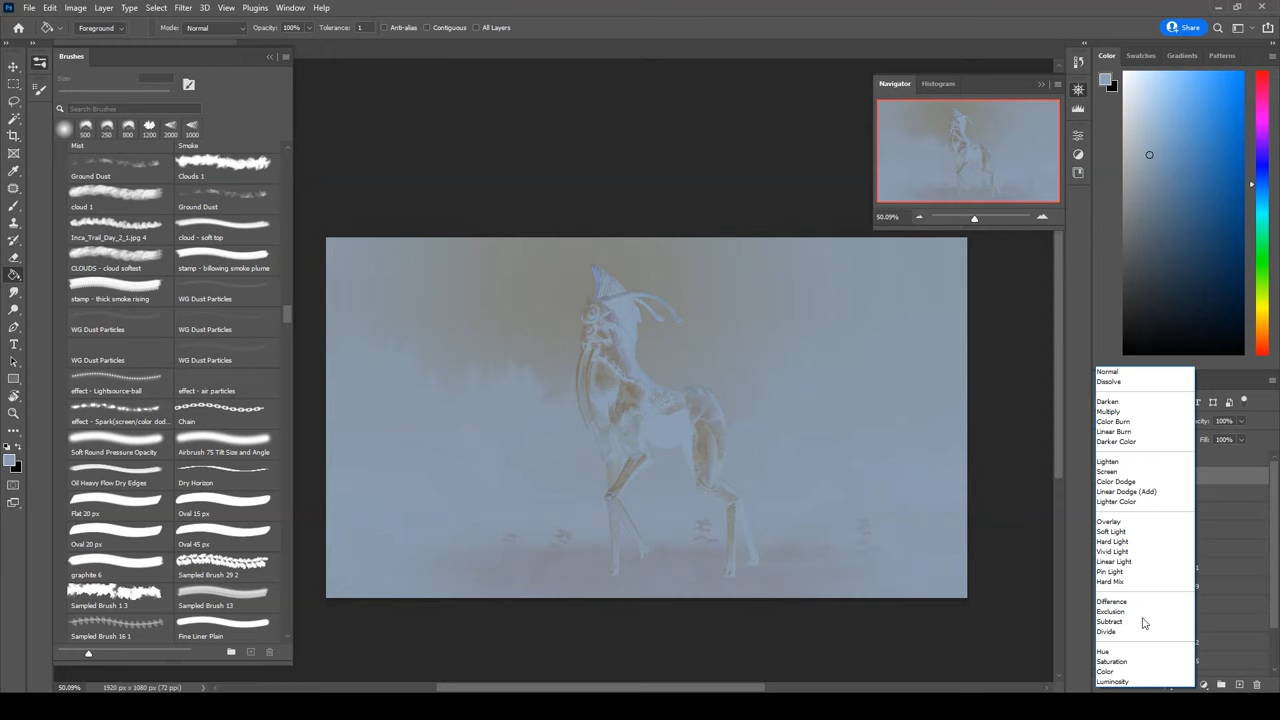 Ps File Edit Image Layer Type Select Filter 3D View Plugins Window Help
Foreground Mode: Normal Opacity: 100% Tolerance: 1 Anti-alias Contiguous All Layers Share
Brushes
Size:
Search Brushes
500 250 800 1200 2000 1000
Mist Smoke
Ground Dust Clouds 1
cloud 1 Ground Dust
Inca_Trail_Day_2_1.jpg 4 cloud - soft top
CLOUDS - cloud softest stamp - billowing smoke plume
stamp - thick smoke rising WG Dust Particles
WG Dust Particles WG Dust Particles
WG Dust Particles WG Dust Particles
effect - Lightsource-ball effect - air particles
effect - Spark(screen/color dod... Chain
Soft Round Pressure Opacity Airbrush 75 Tilt Size and Angle
Oil Heavy Flow Dry Edges Dry Horizon
Flat 20 px Oval 15 px
Oval 20 px Oval 45 px
graphite 6 Sampled Brush 29 2
Sampled Brush 1 3 Sampled Brush 13
Sampled Brush 16 1 Fine Liner Plain
50.09% 1920 px x 1080 px (72 ppi)
Navigator Histogram
50.09%
Color Swatches Gradients Patterns
Normal
Dissolve
Darken
Multiply
Color Burn
Linear Burn
Darker Color
Lighten
Screen
Color Dodge
Linear Dodge (Add)
Lighter Color
Overlay
Soft Light
Hard Light
Vivid Light
Linear Light
Pin Light
Hard Mix
Difference
Exclusion
Subtract
Divide
Hue
Saturation
Color
Luminosity
100%
Fill: 100%